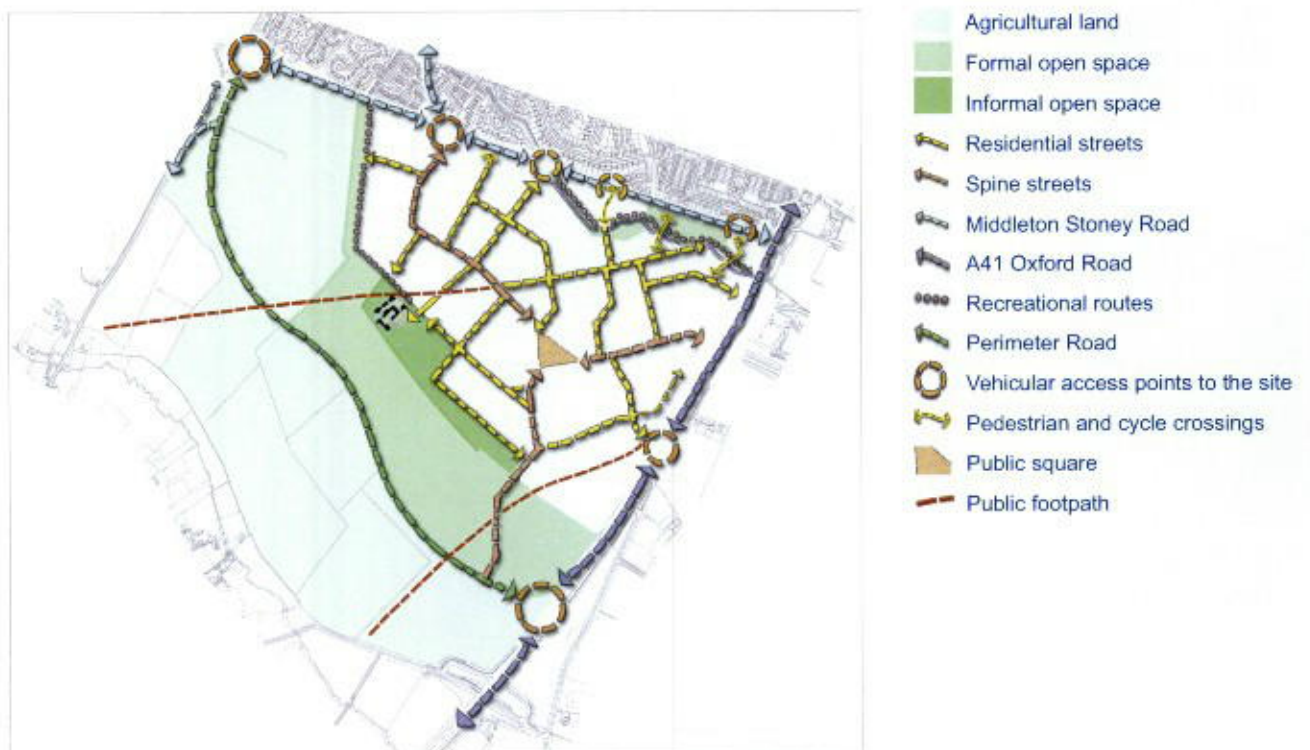 Agricultural land
Formal open space
Informal open space
Residential streets
Spine streets
Middleton Stoney Road
A41 Oxford Road
Recreational routes
Perimeter Road
Vehicular access points to the site
Pedestrian and cycle crossings
Public square
Public footpath